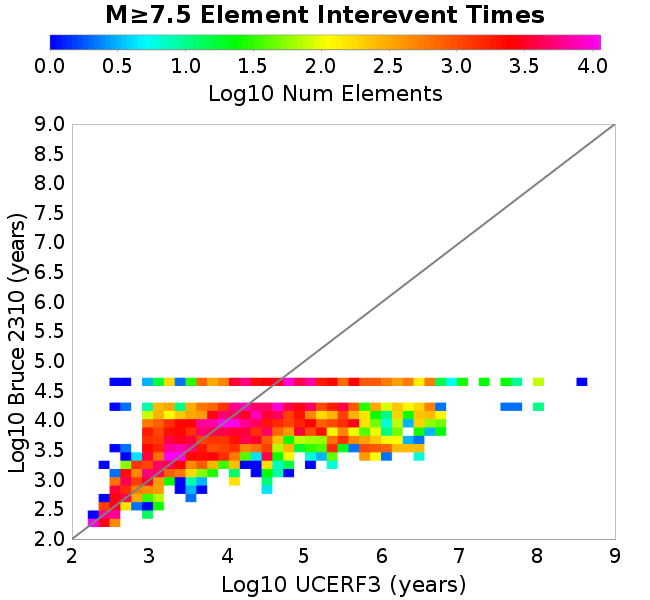 M≥7.5 Element Interevent Times
0.0 0.5 1.0 1.5 2.0 2.5 3.0 3.5 4.0
Log10 Num Elements
Log10 Bruce 2310 (years)
9.0
8.5
8.0
7.5
7.0
6.5
6.0
5.5
5.0
4.5
4.0
3.5
3.0
2.5
2.0
2 3 4 5 6 7 8 9
Log10 UCERF3 (years)